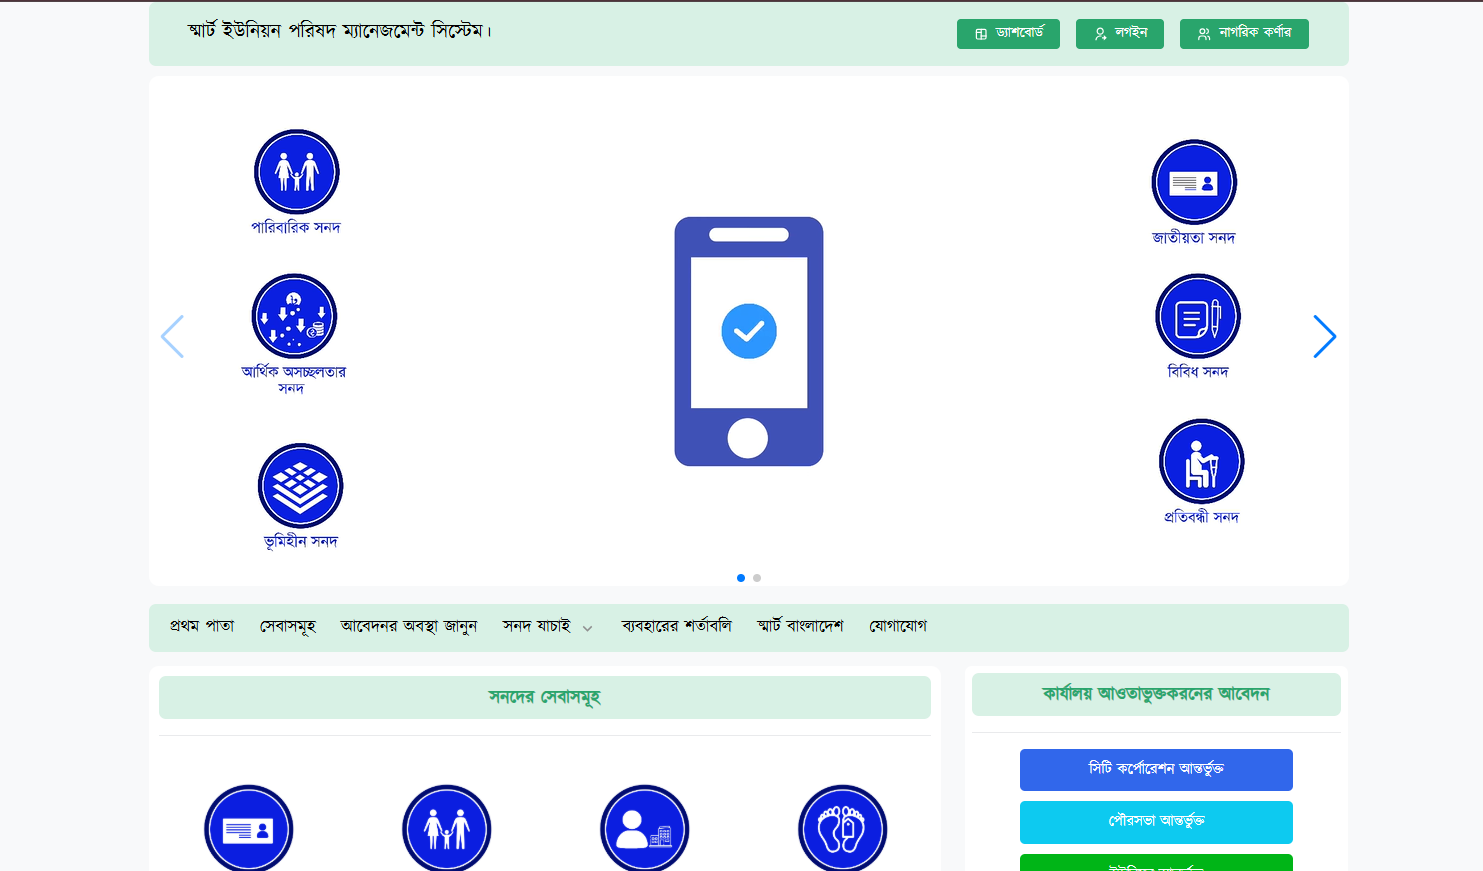 স্মার্ট ইউনিয়ন পরিষদ ম্যানেজমেন্ট সিস্টেম।
ড্যাশবোর্ড
লগইন
নাগরিক কর্ণার
পারিবারিক সনদ
জাতীয়তা সনদ
আর্থিক অসচ্ছলতার
সনদ
বিবিধ সনদ
ভূমিহীন সনদ
প্রতিবন্ধী সনদ
প্রথম পাতা
সেবাসমূহ
আবেদনর অবস্থা জানুন
সনদ যাচাই
ব্যবহারের শর্তাবলি
স্মার্ট বাংলাদেশ
যোগাযোগ
সনদের সেবাসমূহ
কার্যালয় আওতাভুক্তকরনের আবেদন
সিটি কর্পোরেশন আন্তর্ভুক্ত
পৌরসভা আন্তর্ভুক্ত